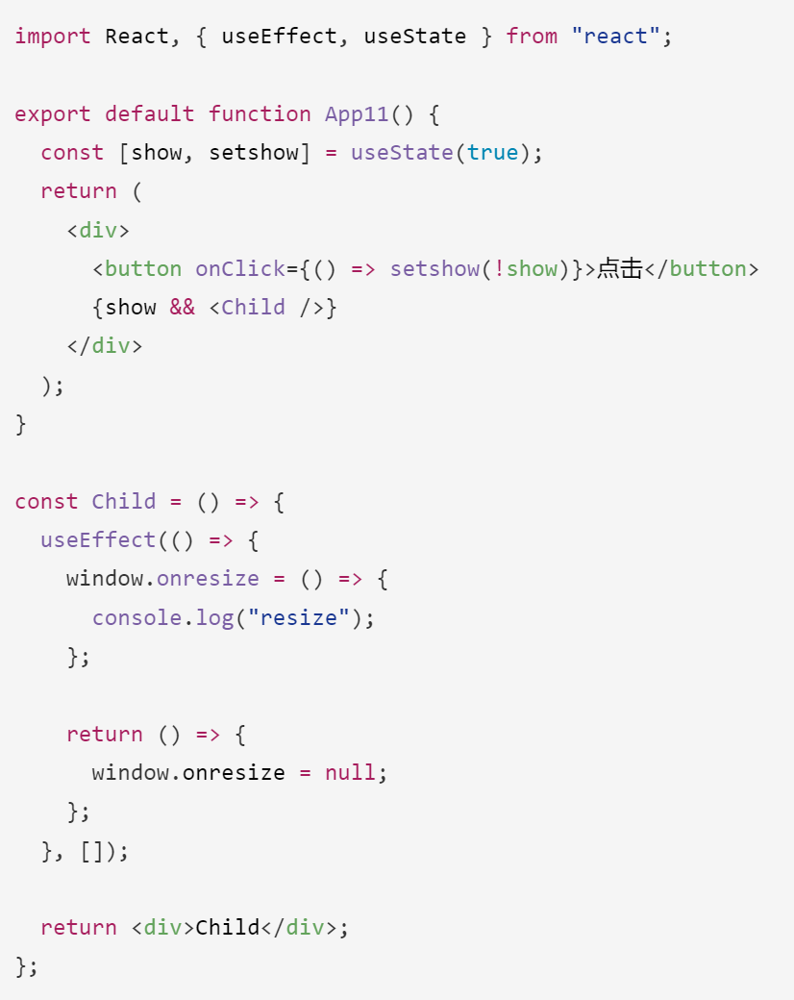 import React, { useEffect, useState } from "react";

export default function App11() {
  const [show, setshow] = useState(true);
  return (
    <div>
      <button onClick={() => setshow(!show)}>点击</button>
      {show && <Child />}
    </div>
  );
}

const Child = () => {
  useEffect(() => {
    window.onresize = () => {
      console.log("resize");
    };

    return () => {
      window.onresize = null;
    };
  }, []);

  return <div>Child</div>;
};